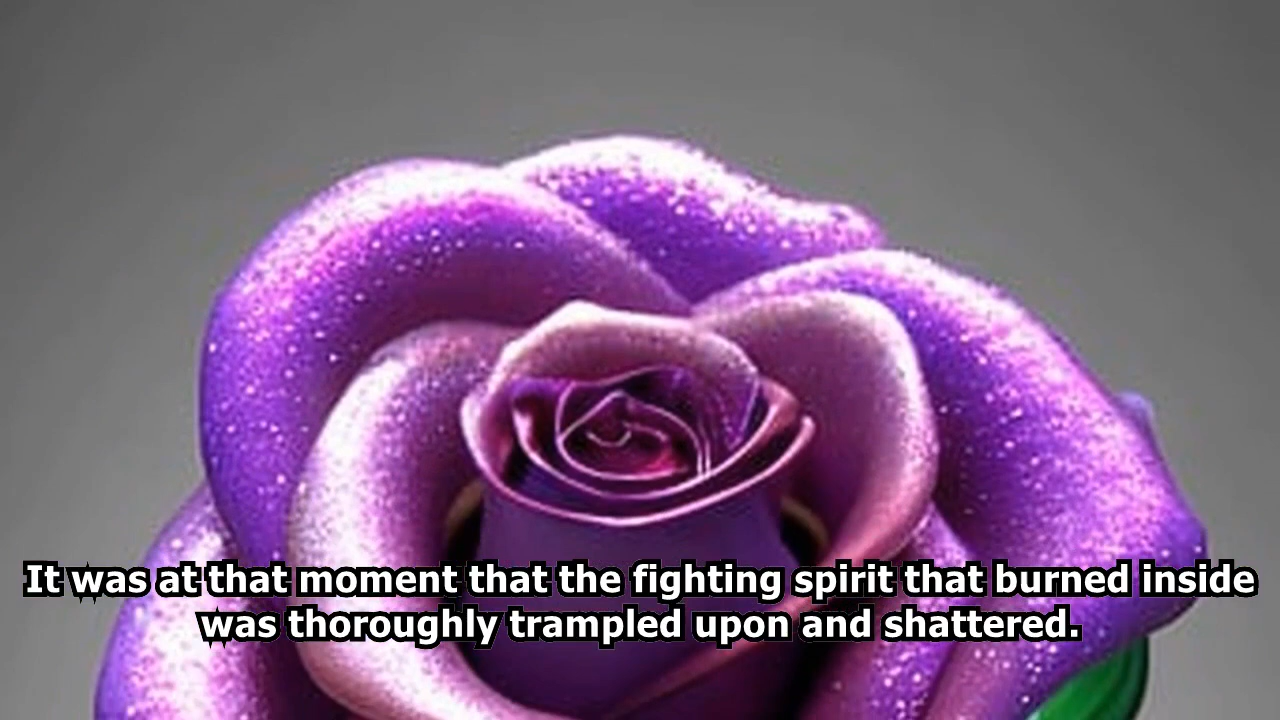 It was at that moment that the fighting spirit that burned inside
was thoroughly trampled upon and shattered.